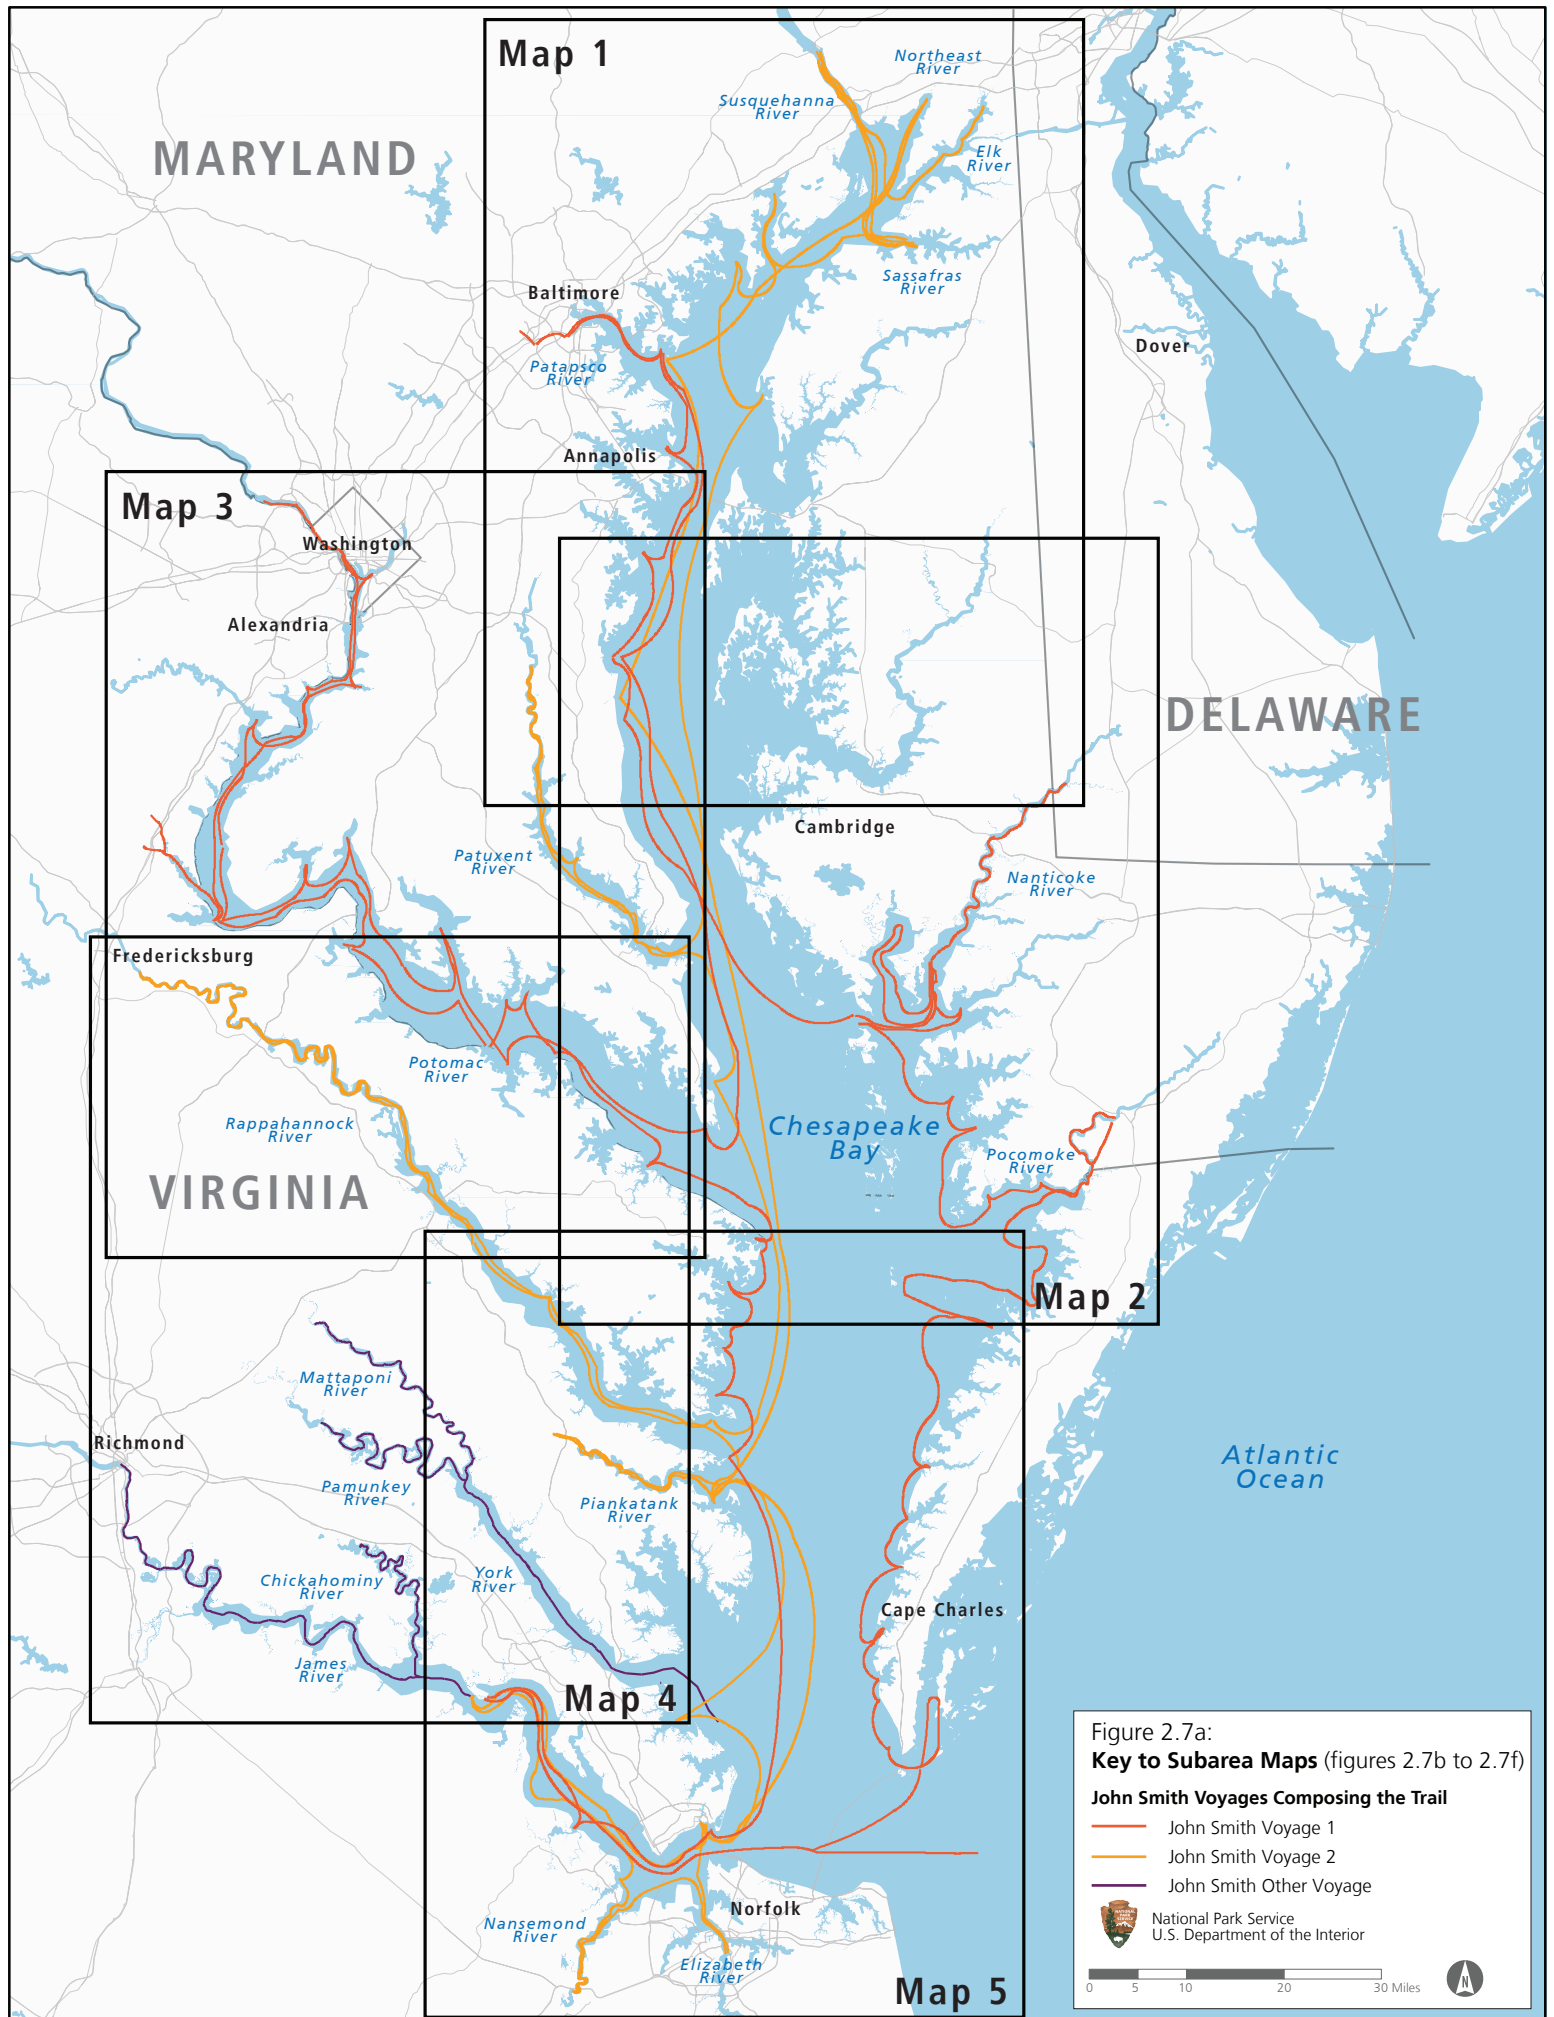 Map 1
Northeast
River
Susquehanna
River
MARYLAND
Elk
River
Sassafras
River
Baltimore
Dover
Patapsco
River
Annapolis
Map 3
Washington
Alexandria
DELAWARE
Cambridge
Patuxent
River
Nanticoke
River
Fredericksburg
Potomac
River
Rappahannock
River
Chesapeake
Bay
Pocomoke
River
VIRGINIA
Map 2
Mattaponi
River
Richmond
Atlantic
Ocean
Pamunkey
River
Piankatank
River
York
River
Chickahominy
River
Cape Charles
James
River
Map 4
Nansemond
River
Norfolk
Elizabeth
River
Map 5
Figure 2.7a:
Key to Subarea Maps (figures 2.7b to 2.7f)
John Smith Voyages Composing the Trail
John Smith Voyage 1
John Smith Voyage 2
John Smith Other Voyage
NATIONAL
PARK
SERVICE
National Park Service
U.S. Department of the Interior
0 5 10 20 30 Miles
N